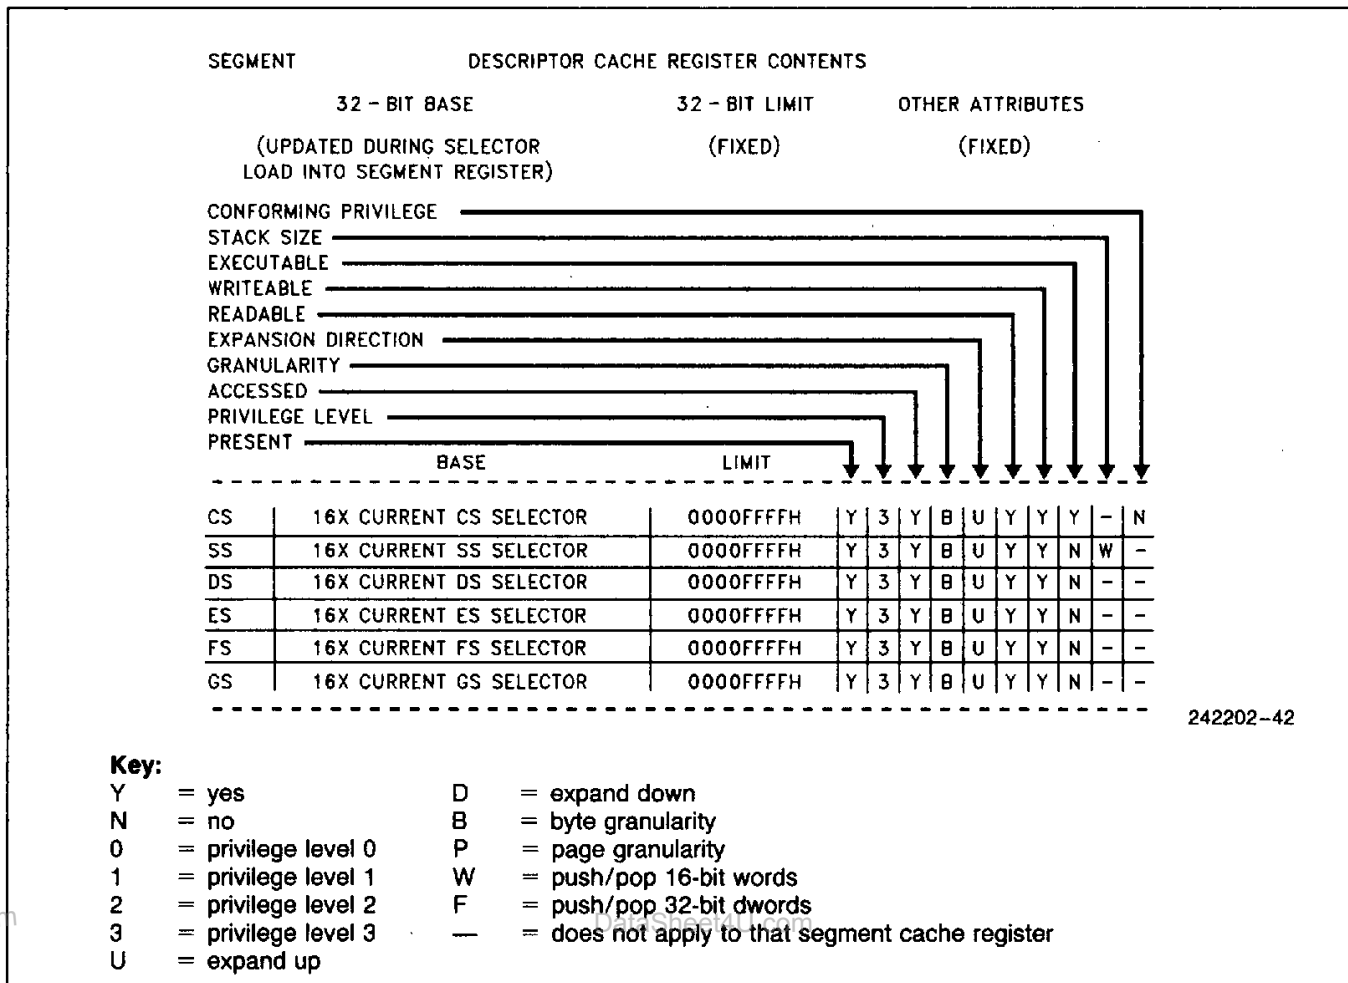 SEGMENT DESCRIPTOR CACHE REGISTER CONTENTS
32 – BIT BASE 32 – BIT LIMIT OTHER ATTRIBUTES
(UPDATED DURING SELECTOR (FIXED) (FIXED)
LOAD INTO SEGMENT REGISTER)
CONFORMING PRIVILEGE
STACK SIZE
EXECUTABLE
WRITEABLE
READABLE
EXPANSION DIRECTION
GRANULARITY
ACCESSED
PRIVILEGE LEVEL
PRESENT
BASE LIMIT
CS 16X CURRENT CS SELECTOR 0000FFFFH Y 3 Y B U Y Y Y – N
SS 16X CURRENT SS SELECTOR 0000FFFFH Y 3 Y B U Y Y N W –
DS 16X CURRENT DS SELECTOR 0000FFFFH Y 3 Y B U Y Y N – –
ES 16X CURRENT ES SELECTOR 0000FFFFH Y 3 Y B U Y Y N – –
FS 16X CURRENT FS SELECTOR 0000FFFFH Y 3 Y B U Y Y N – –
GS 16X CURRENT GS SELECTOR 0000FFFFH Y 3 Y B U Y Y N – –
242202–42
Key:
Y = yes D = expand down
N = no B = byte granularity
0 = privilege level 0 P = page granularity
1 = privilege level 1 W = push/pop 16-bit words
2 = privilege level 2 F = push/pop 32-bit dwords
DataSheet4U.com
3 = privilege level 3 — = does not apply to that segment cache register
U = expand up